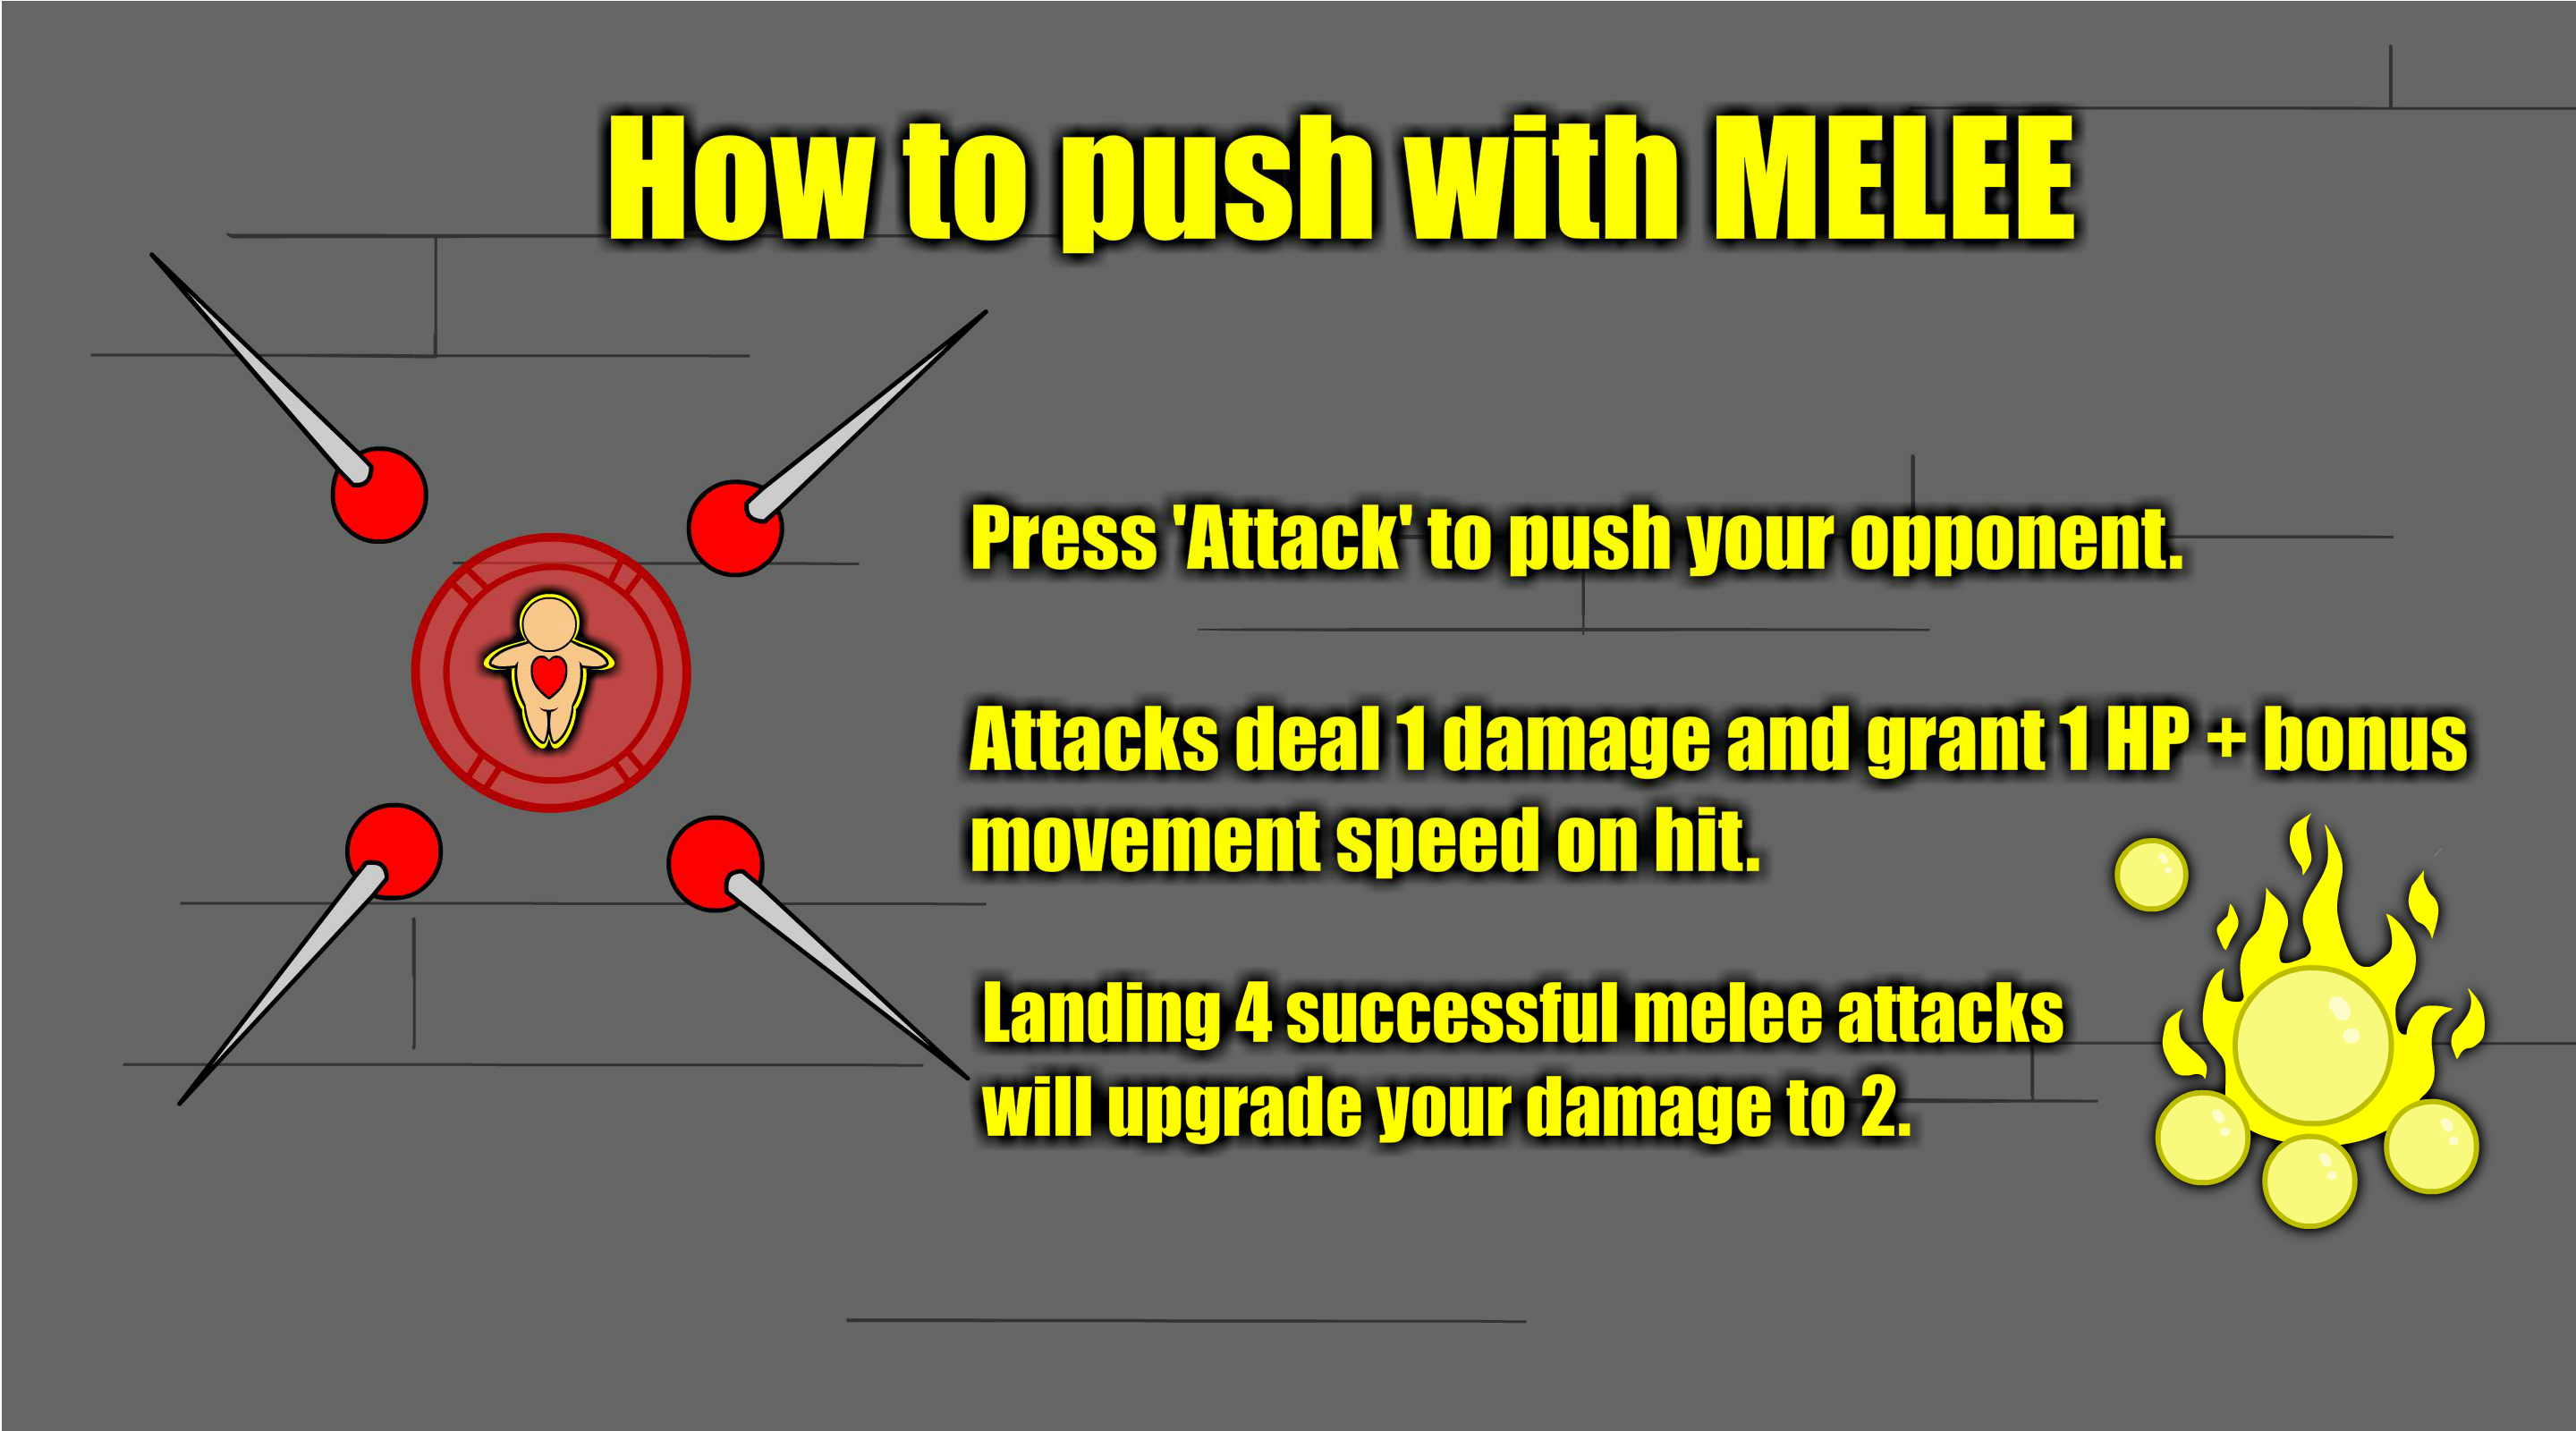 How to push with MELEE
Press 'Attack' to push your opponent.
Attacks deal 1 damage and grant 1 HP + bonus
movement speed on hit.
Landing 4 successful melee attacks
will upgrade your damage to 2.